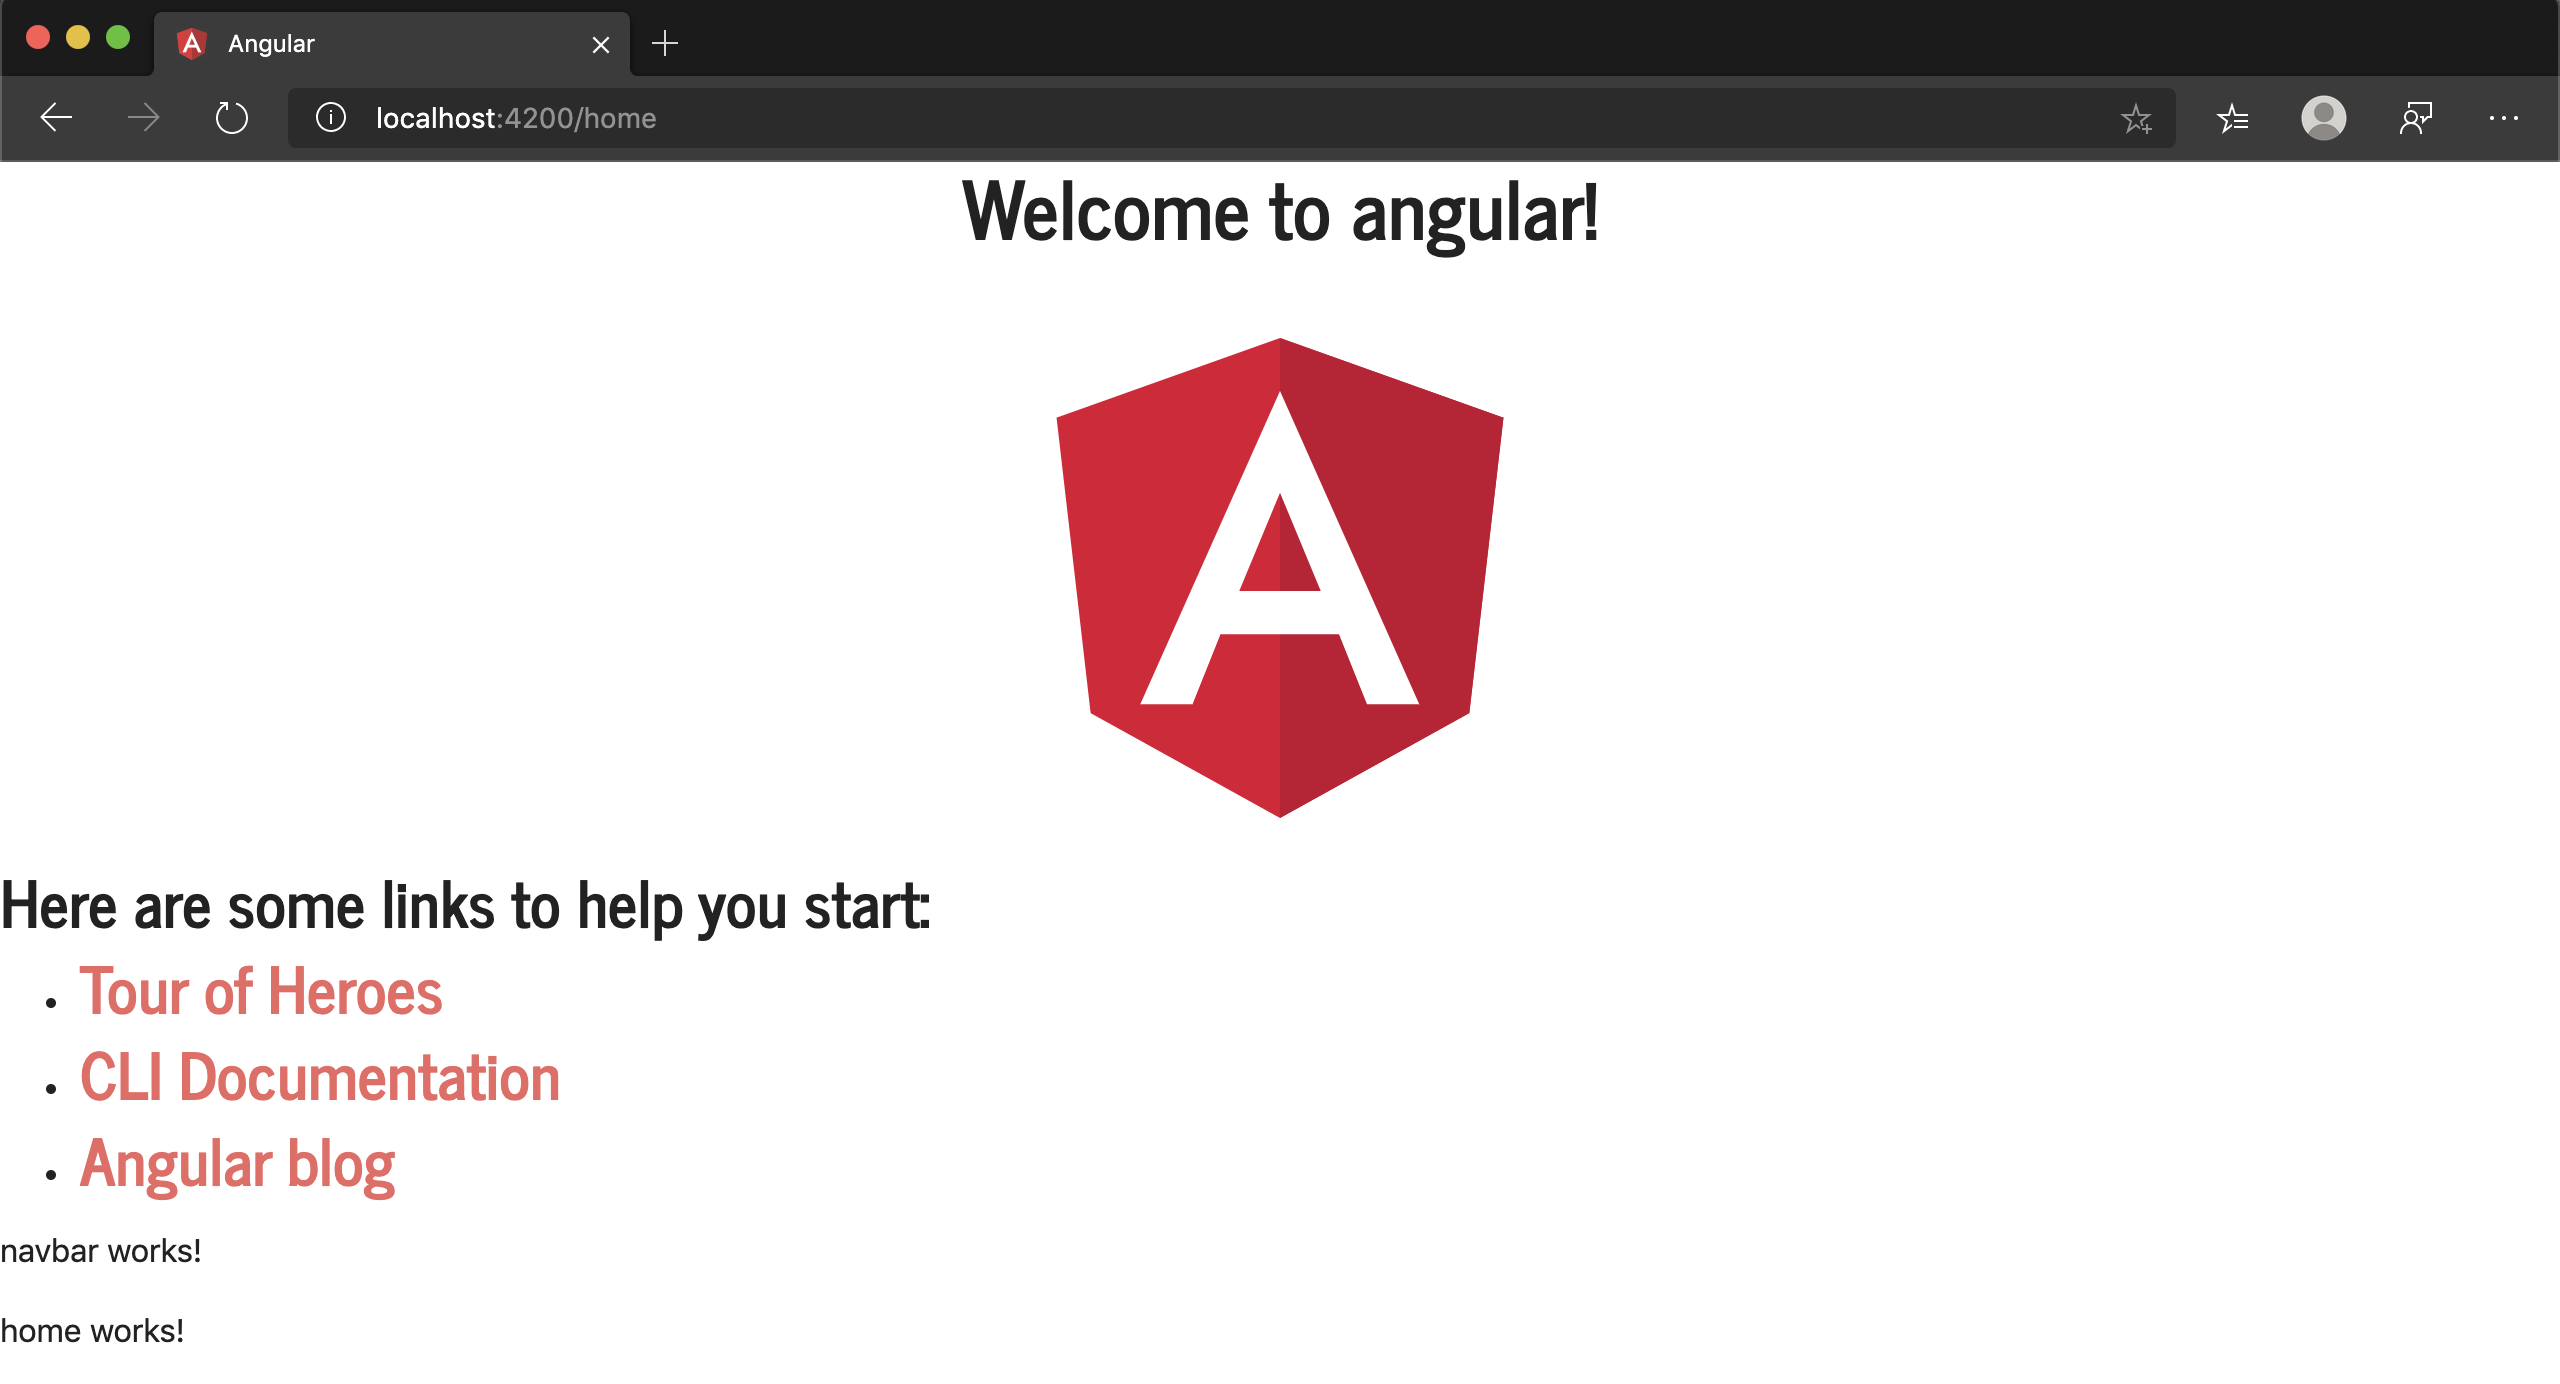 Angular
localhost:4200/home
Welcome to angular!
Here are some links to help you start:
Tour of Heroes
CLI Documentation
Angular blog
navbar works!
home works!